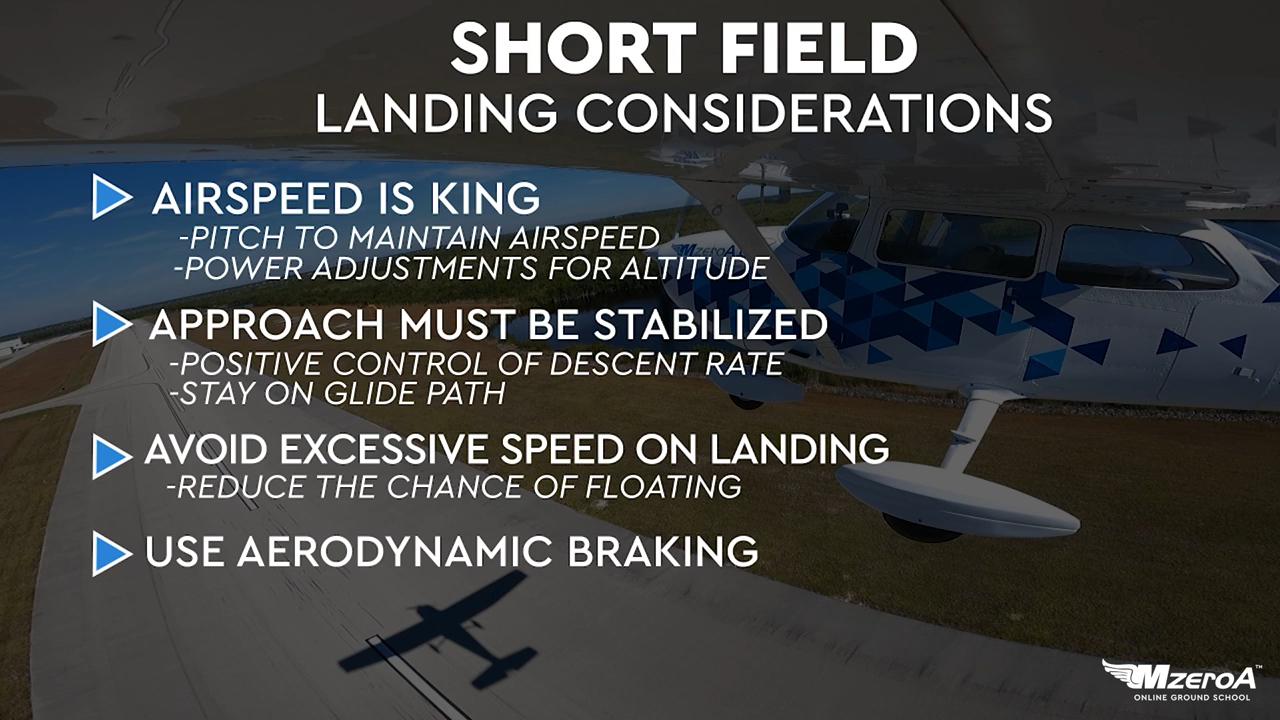 SHORT FIELD
LANDING CONSIDERATIONS
AIRSPEED IS KING
-PITCH TO MAINTAIN AIRSPEED
-POWER ADJUSTMENTS FOR ALTITUDE
APPROACH MUST BE STABILIZED
-POSITIVE CONTROL OF DESCENT RATE
-STAY ON GLIDE PATH
AVOID EXCESSIVE SPEED ON LANDING
-REDUCE THE CHANCE OF FLOATING
USE AERODYNAMIC BRAKING
MzeroA
MZEROA™
ONLINE GROUND SCHOOL